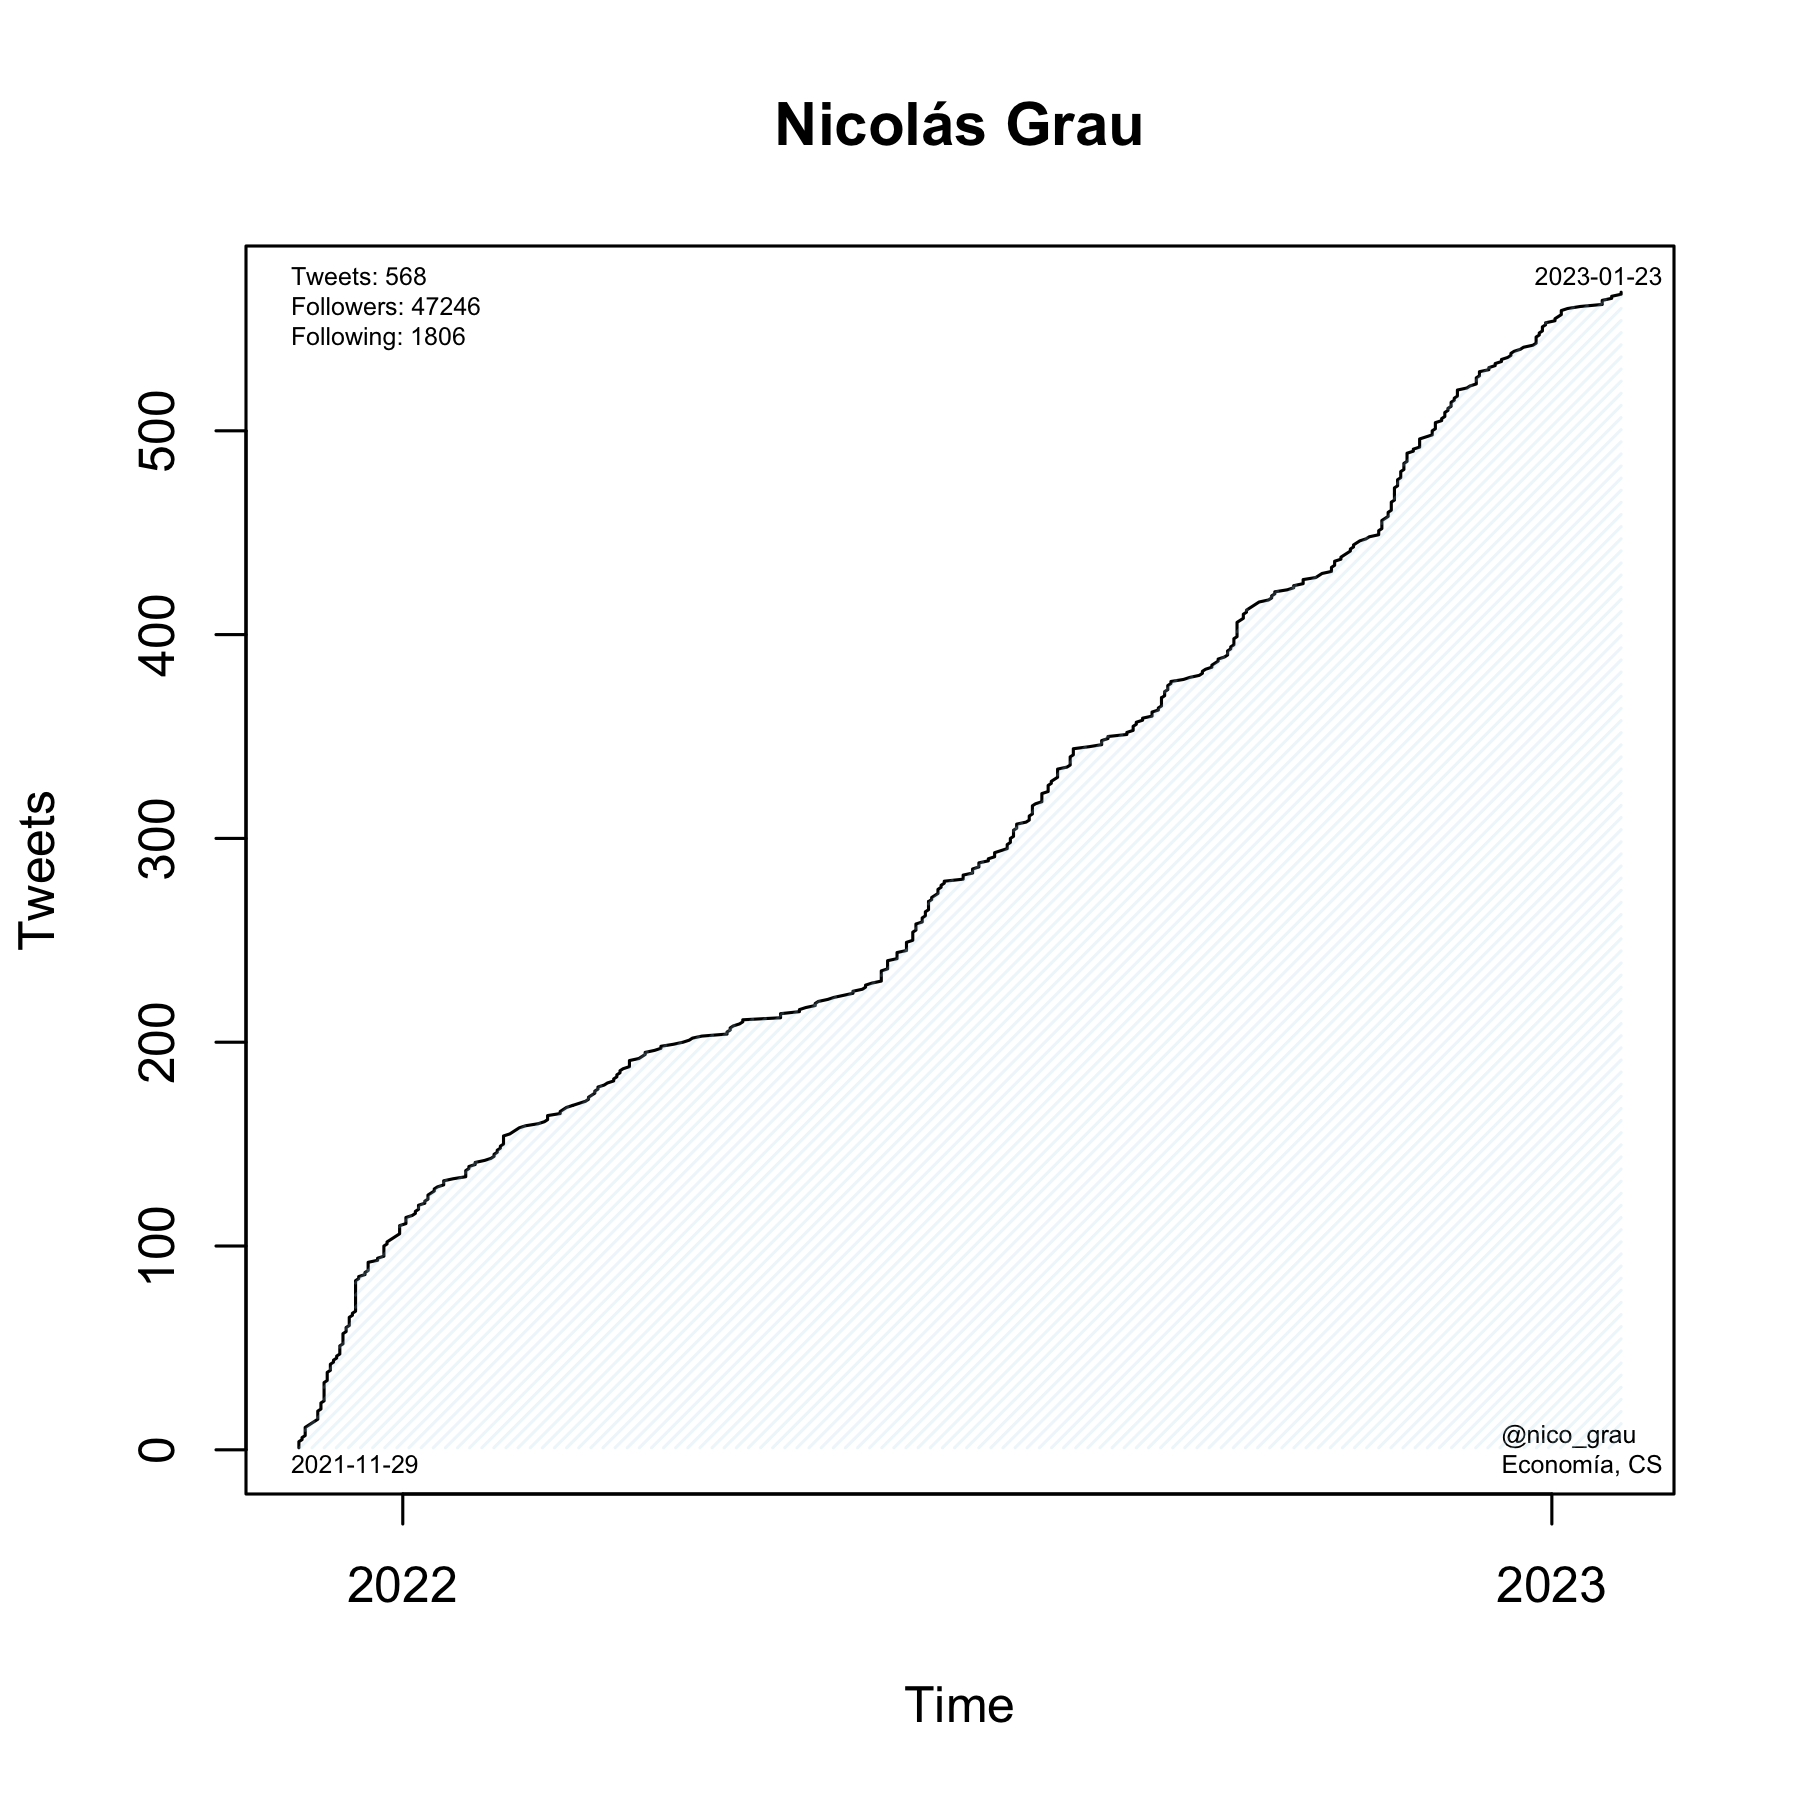 Nicolás Grau
Tweets: 568
Followers: 47246
Following: 1806
2023-01-23
500
400
300
200
100
0
Tweets
2021-11-29
@nico_grau
Economía, CS
2022
2023
Time